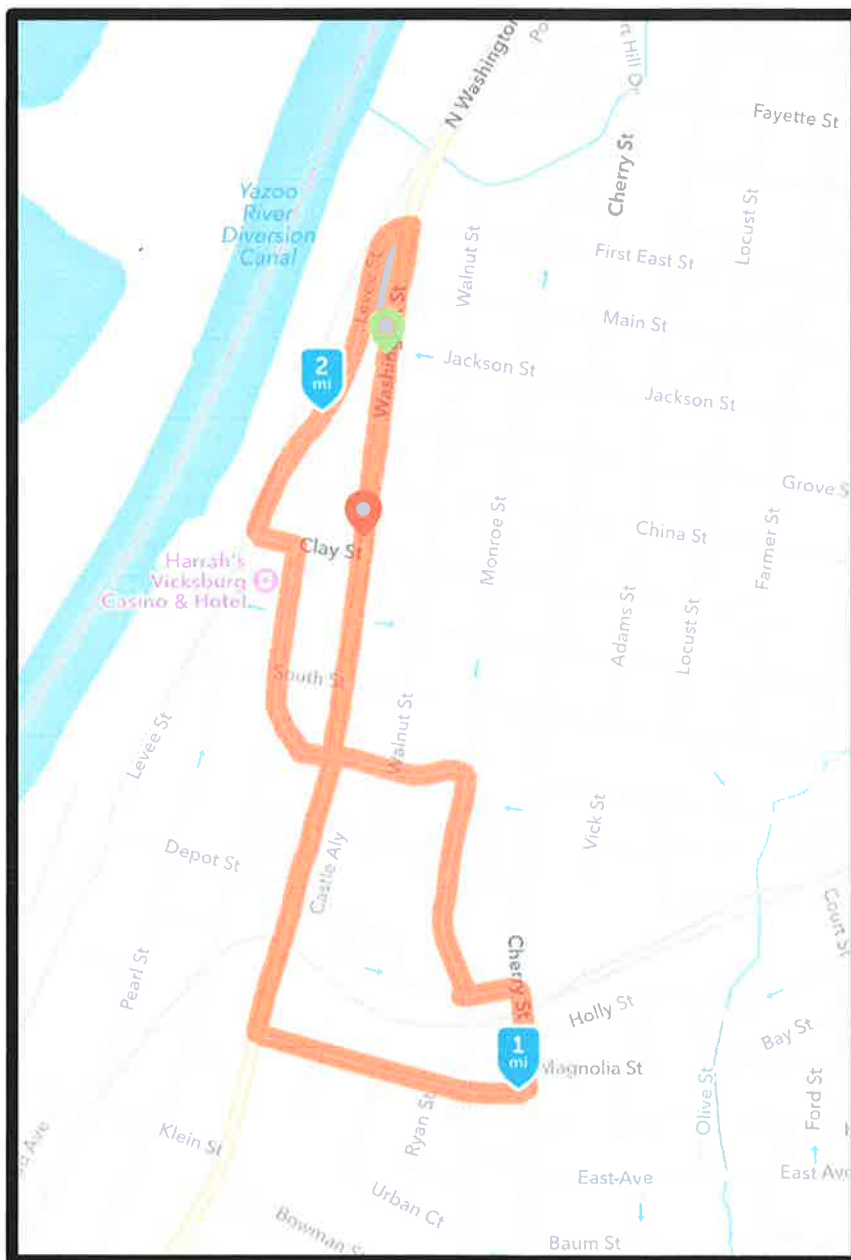 N Washington
Hill Dr
Fayette St
Cherry St
Locust St
Yazoo
River
Diversion
Canal
Walnut St
First East St
Levee St
Main St
Washington St
Jackson St
2
mi
Jackson St
Grove S
Clay St
China St
Monroe St
Farmer St
Harrah's
Vicksburg
Casino & Hotel
Adams St
Locust St
South St
Walnut St
Levee St
Vick St
Depot St
Castle Aly
Court St
Pearl St
Cherry St
Holly St
Bay St
1
mi
Magnolia St
Olive St
Ford St
Ryan St
Klein St
Ave
East-Ave
East Ave
Urban Ct
Bowman St
Baum St